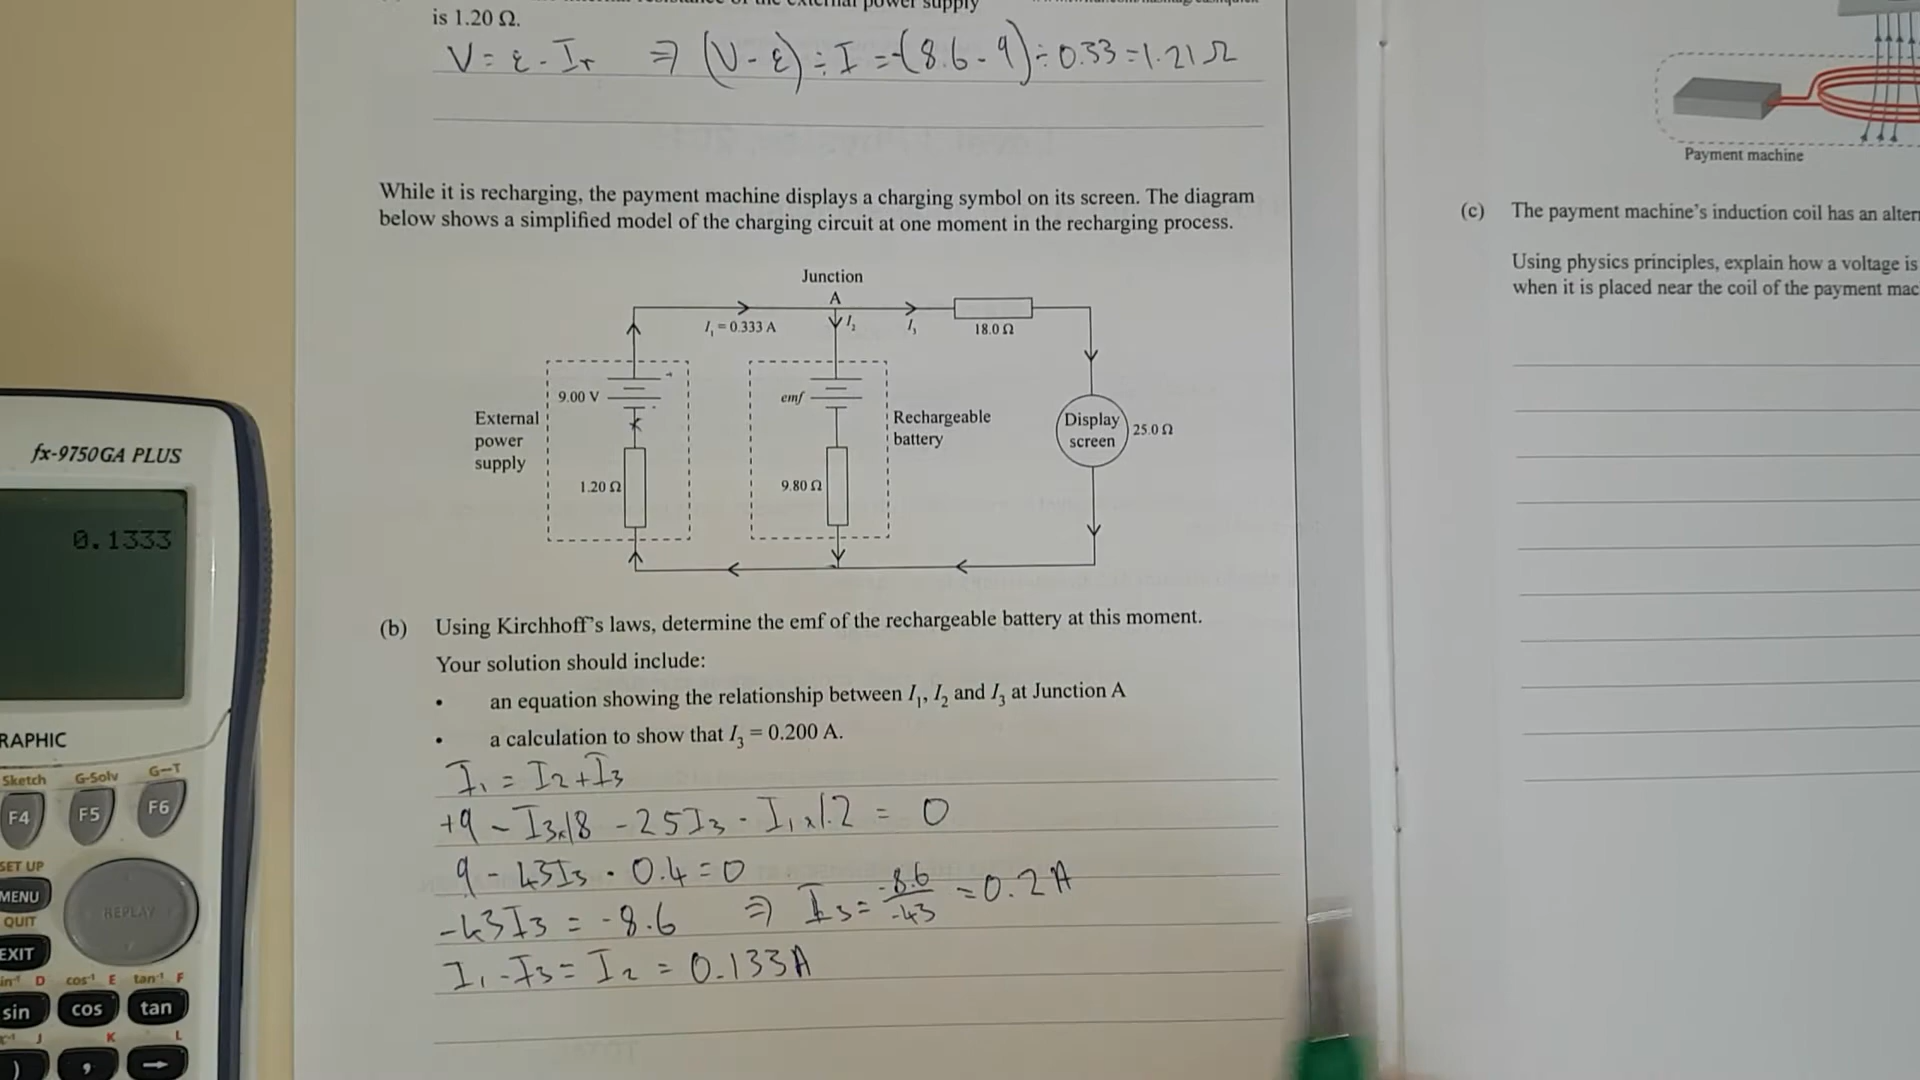 is 1.20 Ω.
V = ε - Ir ⇒ (V - ε) ÷ I = -(8.6 - 9) ÷ 0.33 = 1.21 Ω
While it is recharging, the payment machine displays a charging symbol on its screen. The diagram
below shows a simplified model of the charging circuit at one moment in the recharging process.
Junction
A
I₁ = 0.333 A
I₂
I₃
18.0 Ω
9.00 V
External
power
supply
1.20 Ω
emf
Rechargeable
battery
9.80 Ω
Display
screen
25.0 Ω
(b) Using Kirchhoff's laws, determine the emf of the rechargeable battery at this moment.
Your solution should include:
• an equation showing the relationship between I₁, I₂ and I₃ at Junction A
• a calculation to show that I₃ = 0.200 A.
I₁ = I₂ + I₃
+9 - I₃×18 - 25I₃ - I₁×1.2 = 0
9 - 43I₃ - 0.4 = 0
-43I₃ = -8.6 ⇒ I₃ = -8.6/-43 = 0.2 A
I₁ - I₃ = I₂ = 0.133A
Payment machine
(c) The payment machine's induction coil has an altern
Using physics principles, explain how a voltage is
when it is placed near the coil of the payment mac
fx-9750GA PLUS
0.1333
RAPHIC
Sketch G-Solv G↔T
F4 F5 F6
SET UP
MENU
REPLAY
QUIT
EXIT
cos⁻¹ E tan⁻¹ F
sin cos tan
J K L
) , →